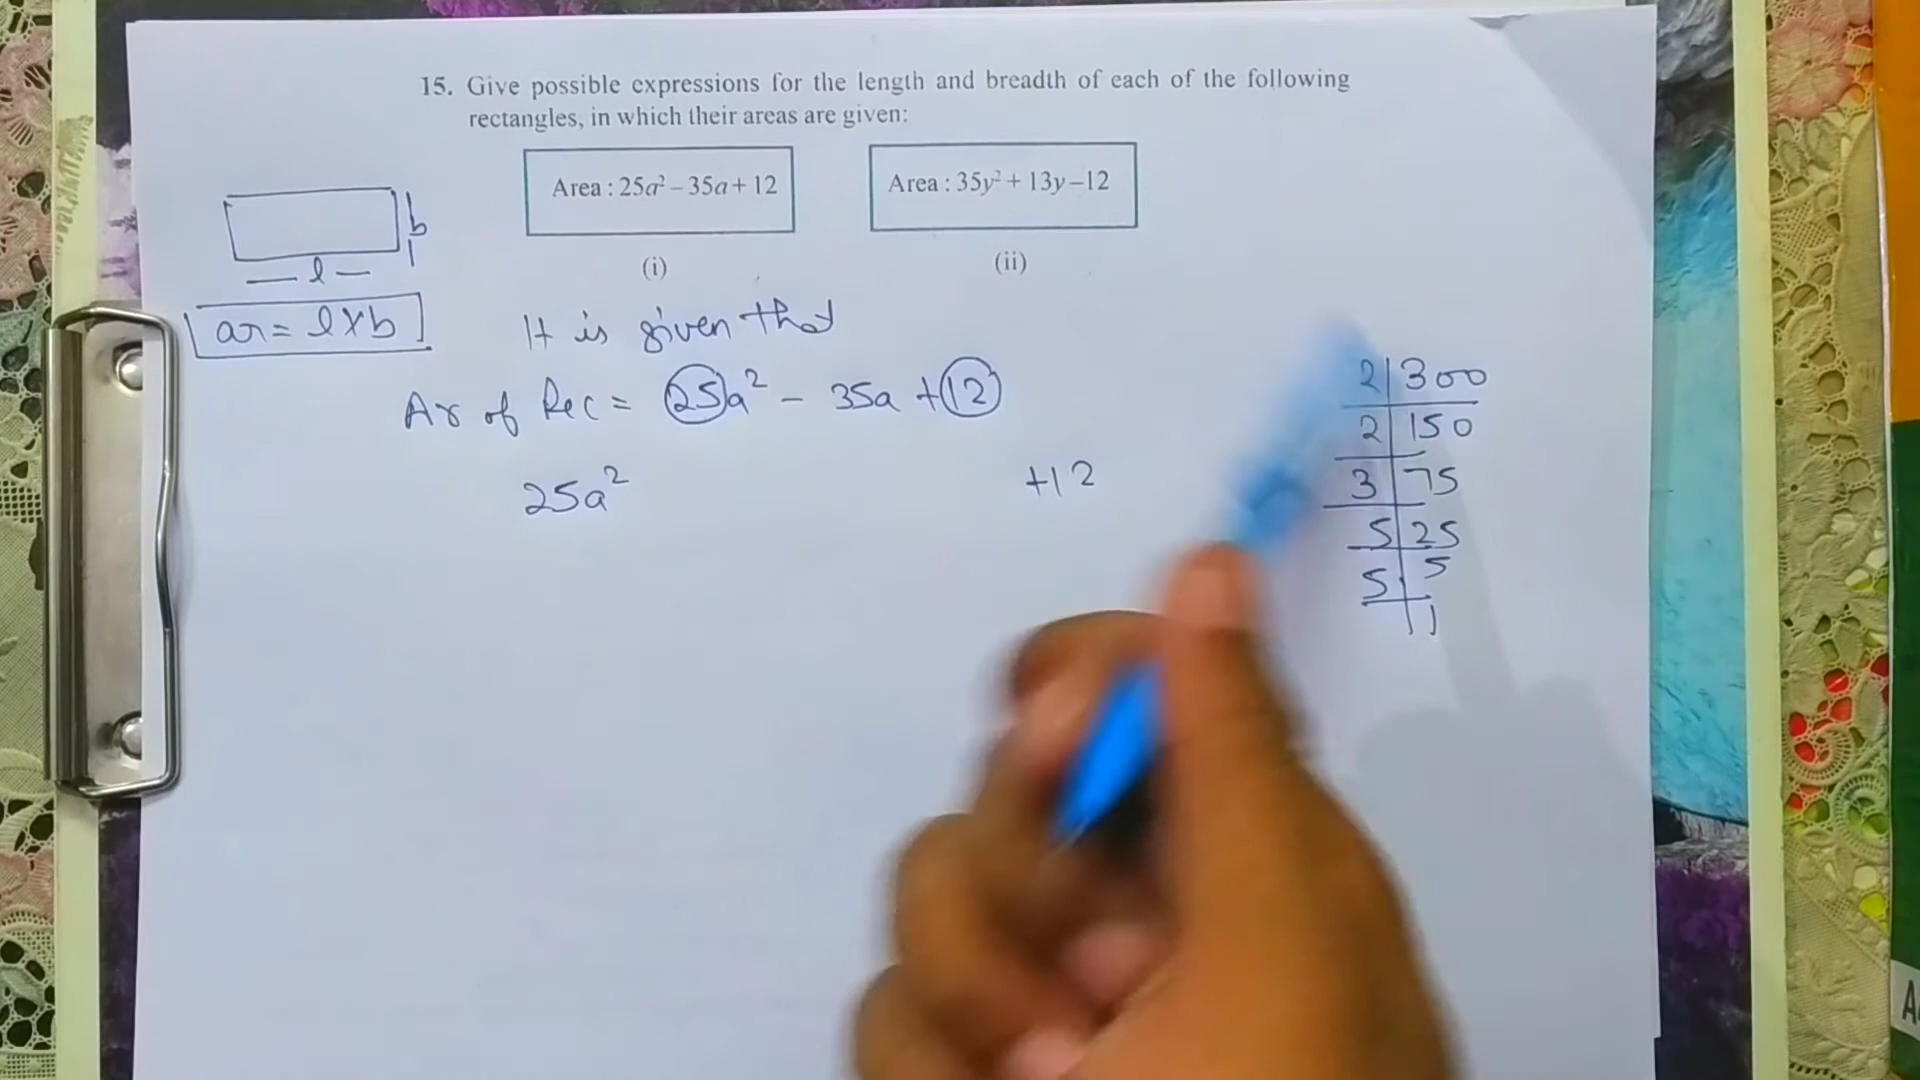 15. Give possible expressions for the length and breadth of each of the following
rectangles, in which their areas are given:
Area : 25a² – 35a + 12
Area : 35y² + 13y –12
(i)
(ii)
b
l
ar = l × b
It is given that
Ar of Rec = 25a² - 35a + 12
25a² +12
2 300
2 150
3 75
5 25
5 5
1
A